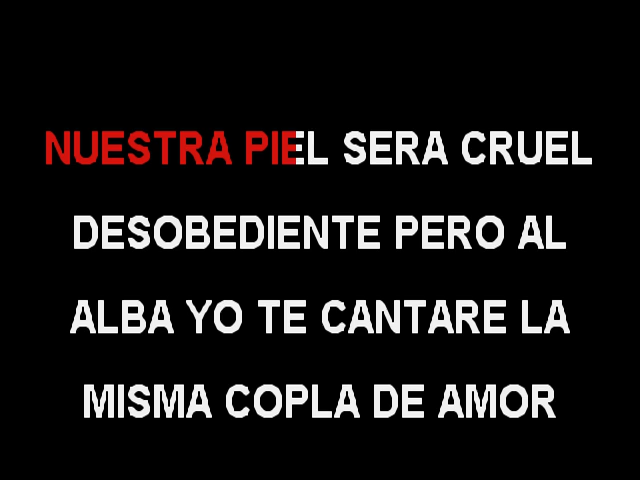 NUESTRA PIEL SERA CRUEL
DESOBEDIENTE PERO AL
ALBA YO TE CANTARE LA
MISMA COPLA DE AMOR